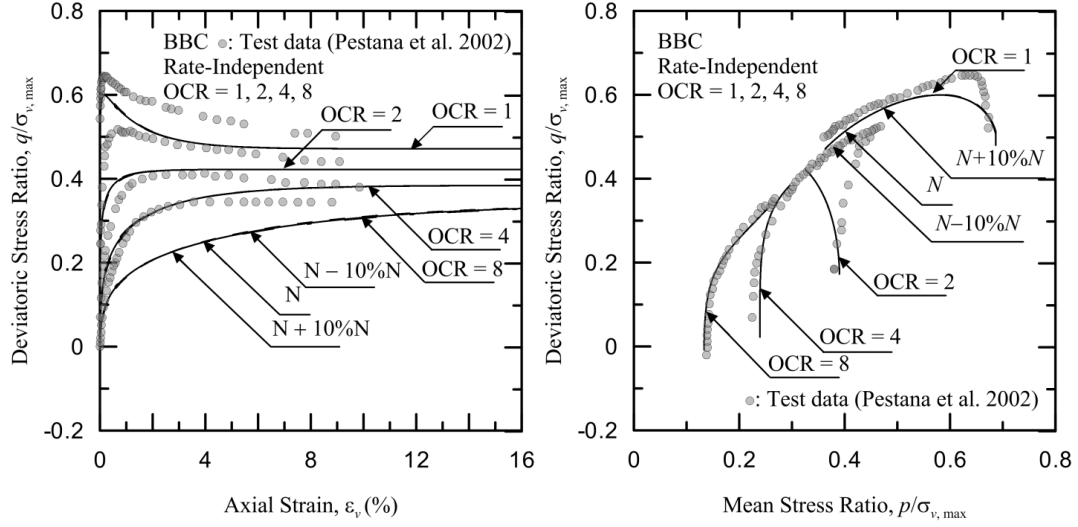 0.8
0.6
0.4
0.2
0
-0.2
Deviatoric Stress Ratio, q/σv, max
BBC : Test data (Pestana et al. 2002)
Rate-Independent
OCR = 1, 2, 4, 8
OCR = 2
OCR = 1
OCR = 4
OCR = 8
N − 10%N
N
N + 10%N
0 4 8 12 16
Axial Strain, εv (%)
0.8
0.6
0.4
0.2
0
-0.2
Deviatoric Stress Ratio, q/σv, max
BBC
Rate-Independent
OCR = 1, 2, 4, 8
OCR = 1
N+10%N
N
N−10%N
OCR = 2
OCR = 4
OCR = 8
: Test data (Pestana et al. 2002)
0 0.2 0.4 0.6 0.8
Mean Stress Ratio, p/σv, max